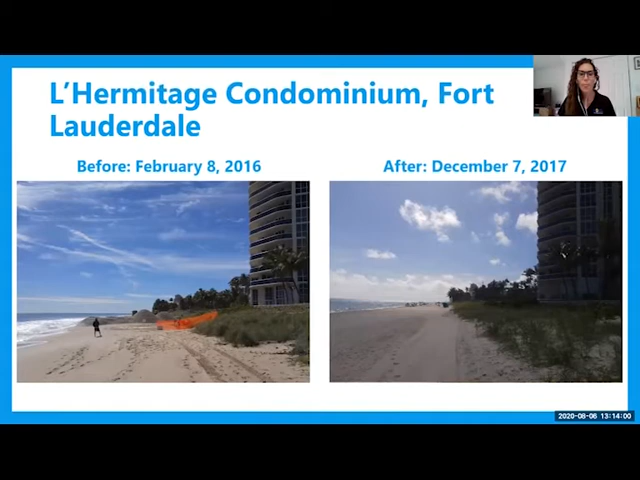 L'Hermitage Condominium, Fort
Lauderdale
Before: February 8, 2016
After: December 7, 2017
2020-08-06 13:14:00